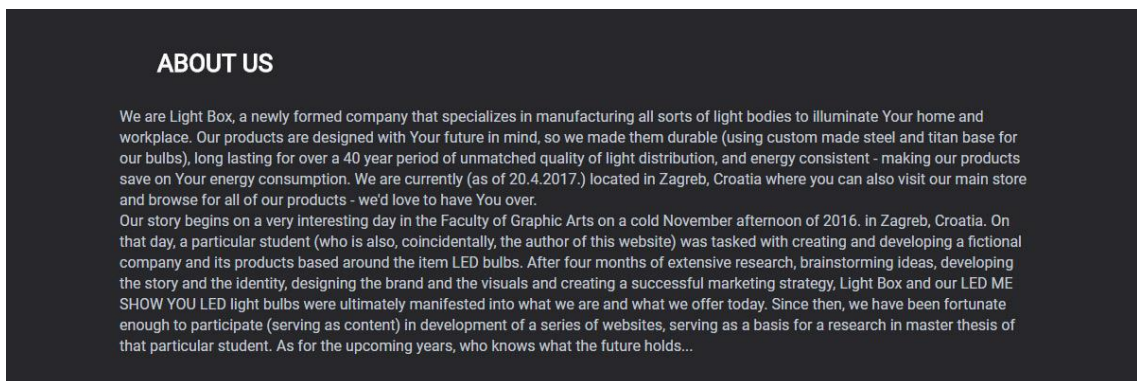 ABOUT US
We are Light Box, a newly formed company that specializes in manufacturing all sorts of light bodies to illuminate Your home and
workplace. Our products are designed with Your future in mind, so we made them durable (using custom made steel and titan base for
our bulbs), long lasting for over a 40 year period of unmatched quality of light distribution, and energy consistent - making our products
save on Your energy consumption. We are currently (as of 20.4.2017.) located in Zagreb, Croatia where you can also visit our main store
and browse for all of our products - we'd love to have You over.
Our story begins on a very interesting day in the Faculty of Graphic Arts on a cold November afternoon of 2016. in Zagreb, Croatia. On
that day, a particular student (who is also, coincidentally, the author of this website) was tasked with creating and developing a fictional
company and its products based around the item LED bulbs. After four months of extensive research, brainstorming ideas, developing
the story and the identity, designing the brand and the visuals and creating a successful marketing strategy, Light Box and our LED ME
SHOW YOU LED light bulbs were ultimately manifested into what we are and what we offer today. Since then, we have been fortunate
enough to participate (serving as content) in development of a series of websites, serving as a basis for a research in master thesis of
that particular student. As for the upcoming years, who knows what the future holds...